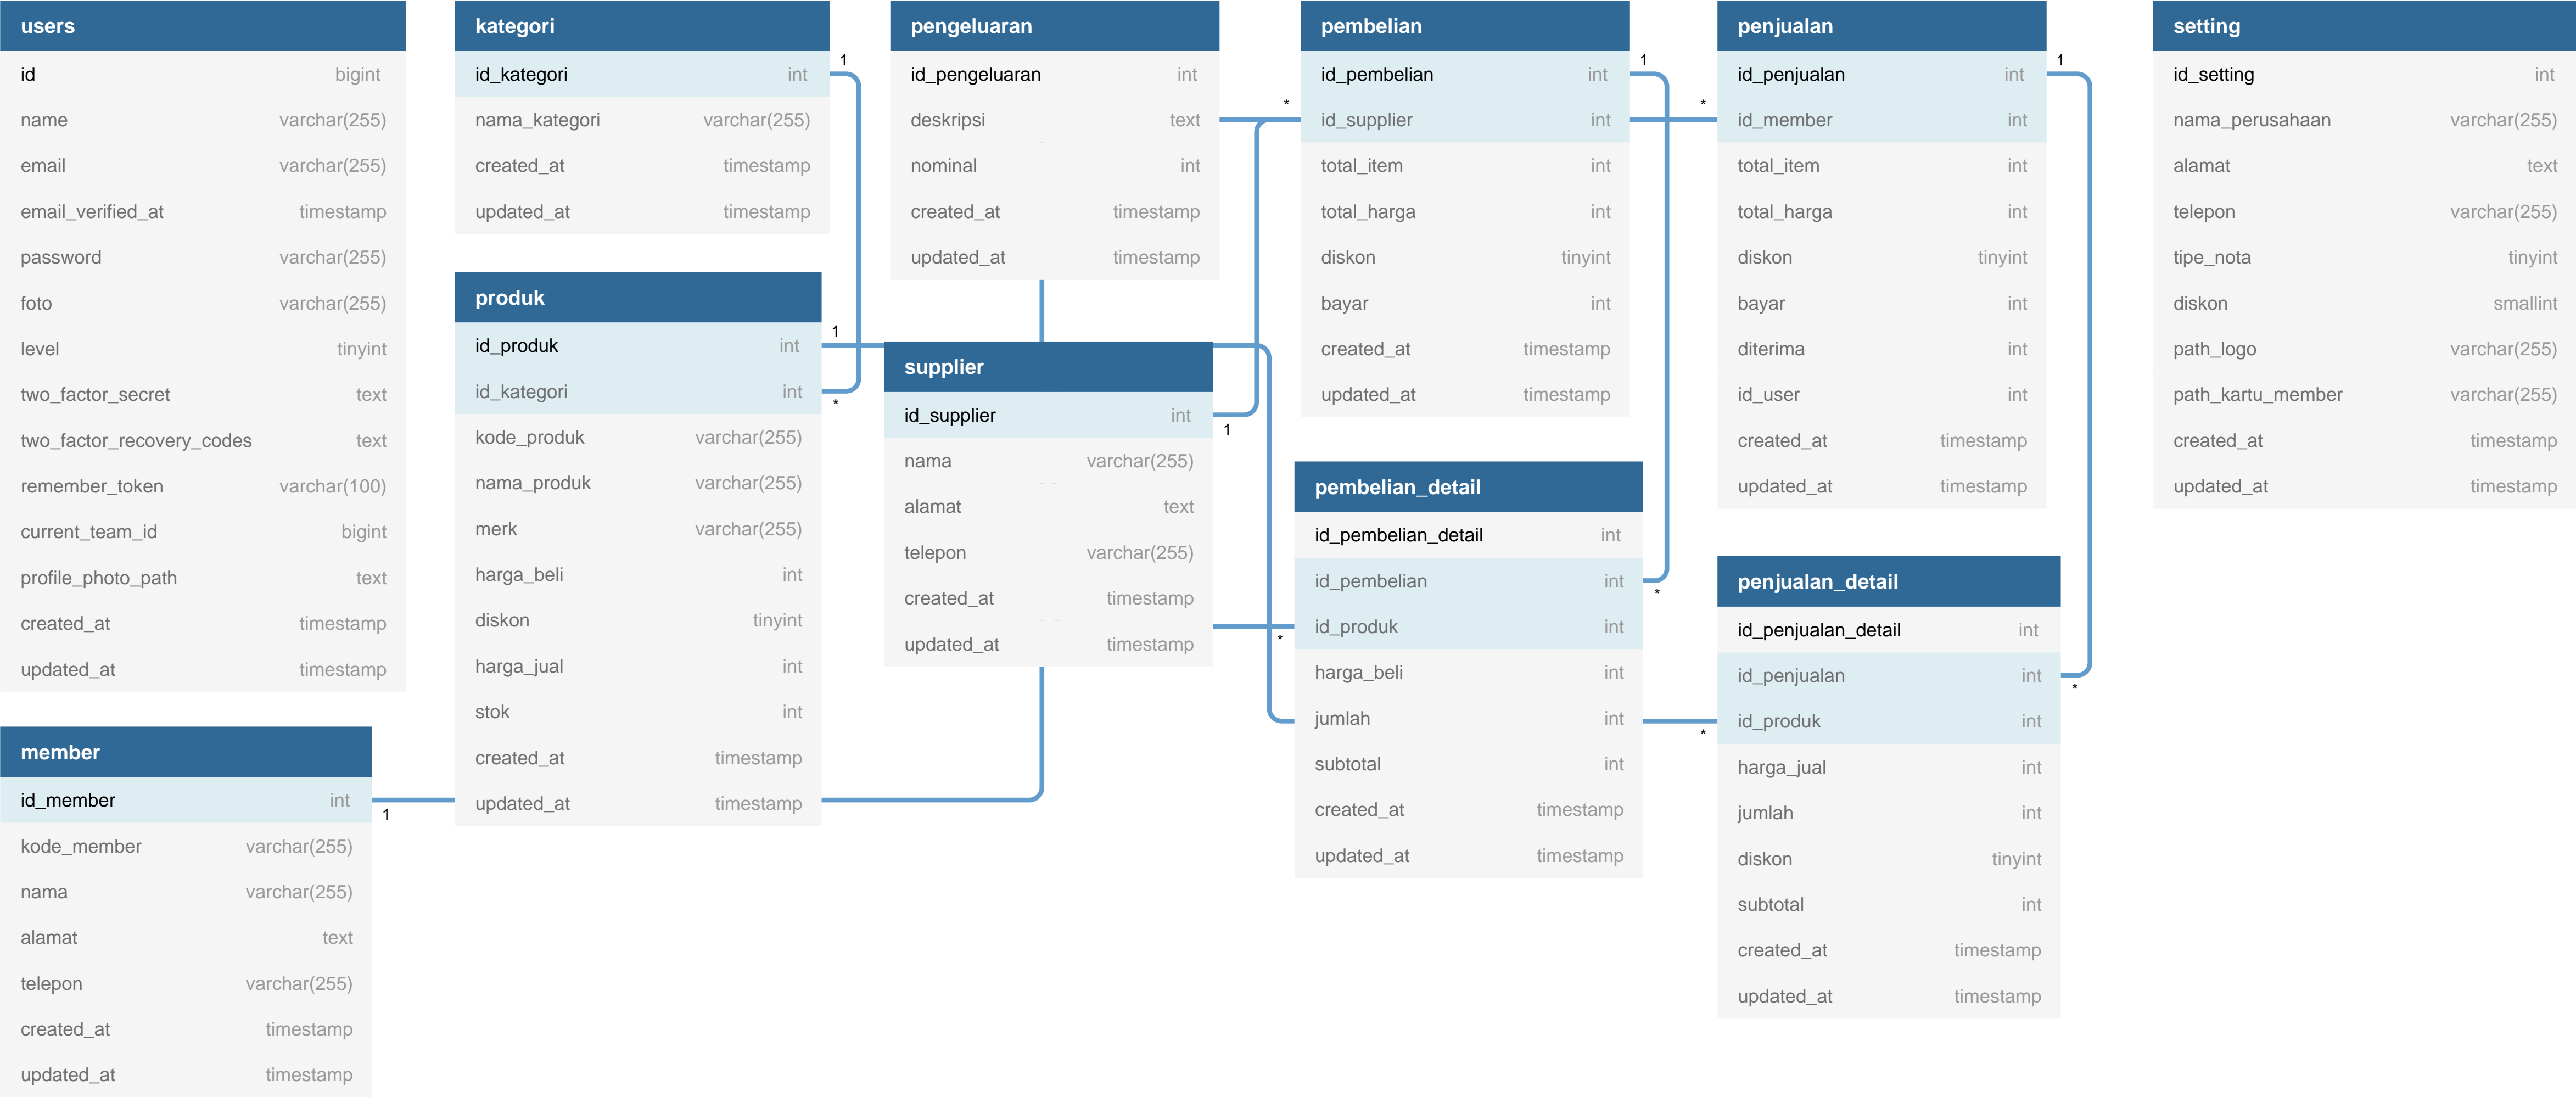 users
id bigint
name varchar(255)
email varchar(255)
email_verified_at timestamp
password varchar(255)
foto varchar(255)
level tinyint
two_factor_secret text
two_factor_recovery_codes text
remember_token varchar(100)
current_team_id bigint
profile_photo_path text
created_at timestamp
updated_at timestamp
member
id_member int
1
kode_member varchar(255)
nama varchar(255)
alamat text
telepon varchar(255)
created_at timestamp
updated_at timestamp
kategori
1
id_kategori int
nama_kategori varchar(255)
created_at timestamp
updated_at timestamp
produk
1
id_produk int
id_kategori int
*
kode_produk varchar(255)
nama_produk varchar(255)
merk varchar(255)
harga_beli int
diskon tinyint
harga_jual int
stok int
created_at timestamp
updated_at timestamp
pengeluaran
id_pengeluaran int
deskripsi text
nominal int
created_at timestamp
updated_at timestamp
supplier
id_supplier int
1
nama varchar(255)
alamat text
telepon varchar(255)
created_at timestamp
updated_at timestamp
pembelian
1
id_pembelian int
*
id_supplier int
total_item int
total_harga int
diskon tinyint
bayar int
created_at timestamp
updated_at timestamp
pembelian_detail
id_pembelian_detail int
id_pembelian int
*
id_produk int
*
harga_beli int
jumlah int
subtotal int
created_at timestamp
updated_at timestamp
penjualan
1
id_penjualan int
*
id_member int
total_item int
total_harga int
diskon tinyint
bayar int
diterima int
id_user int
created_at timestamp
updated_at timestamp
penjualan_detail
id_penjualan_detail int
id_penjualan int
*
id_produk int
*
harga_jual int
jumlah int
diskon tinyint
subtotal int
created_at timestamp
updated_at timestamp
setting
id_setting int
nama_perusahaan varchar(255)
alamat text
telepon varchar(255)
tipe_nota tinyint
diskon smallint
path_logo varchar(255)
path_kartu_member varchar(255)
created_at timestamp
updated_at timestamp